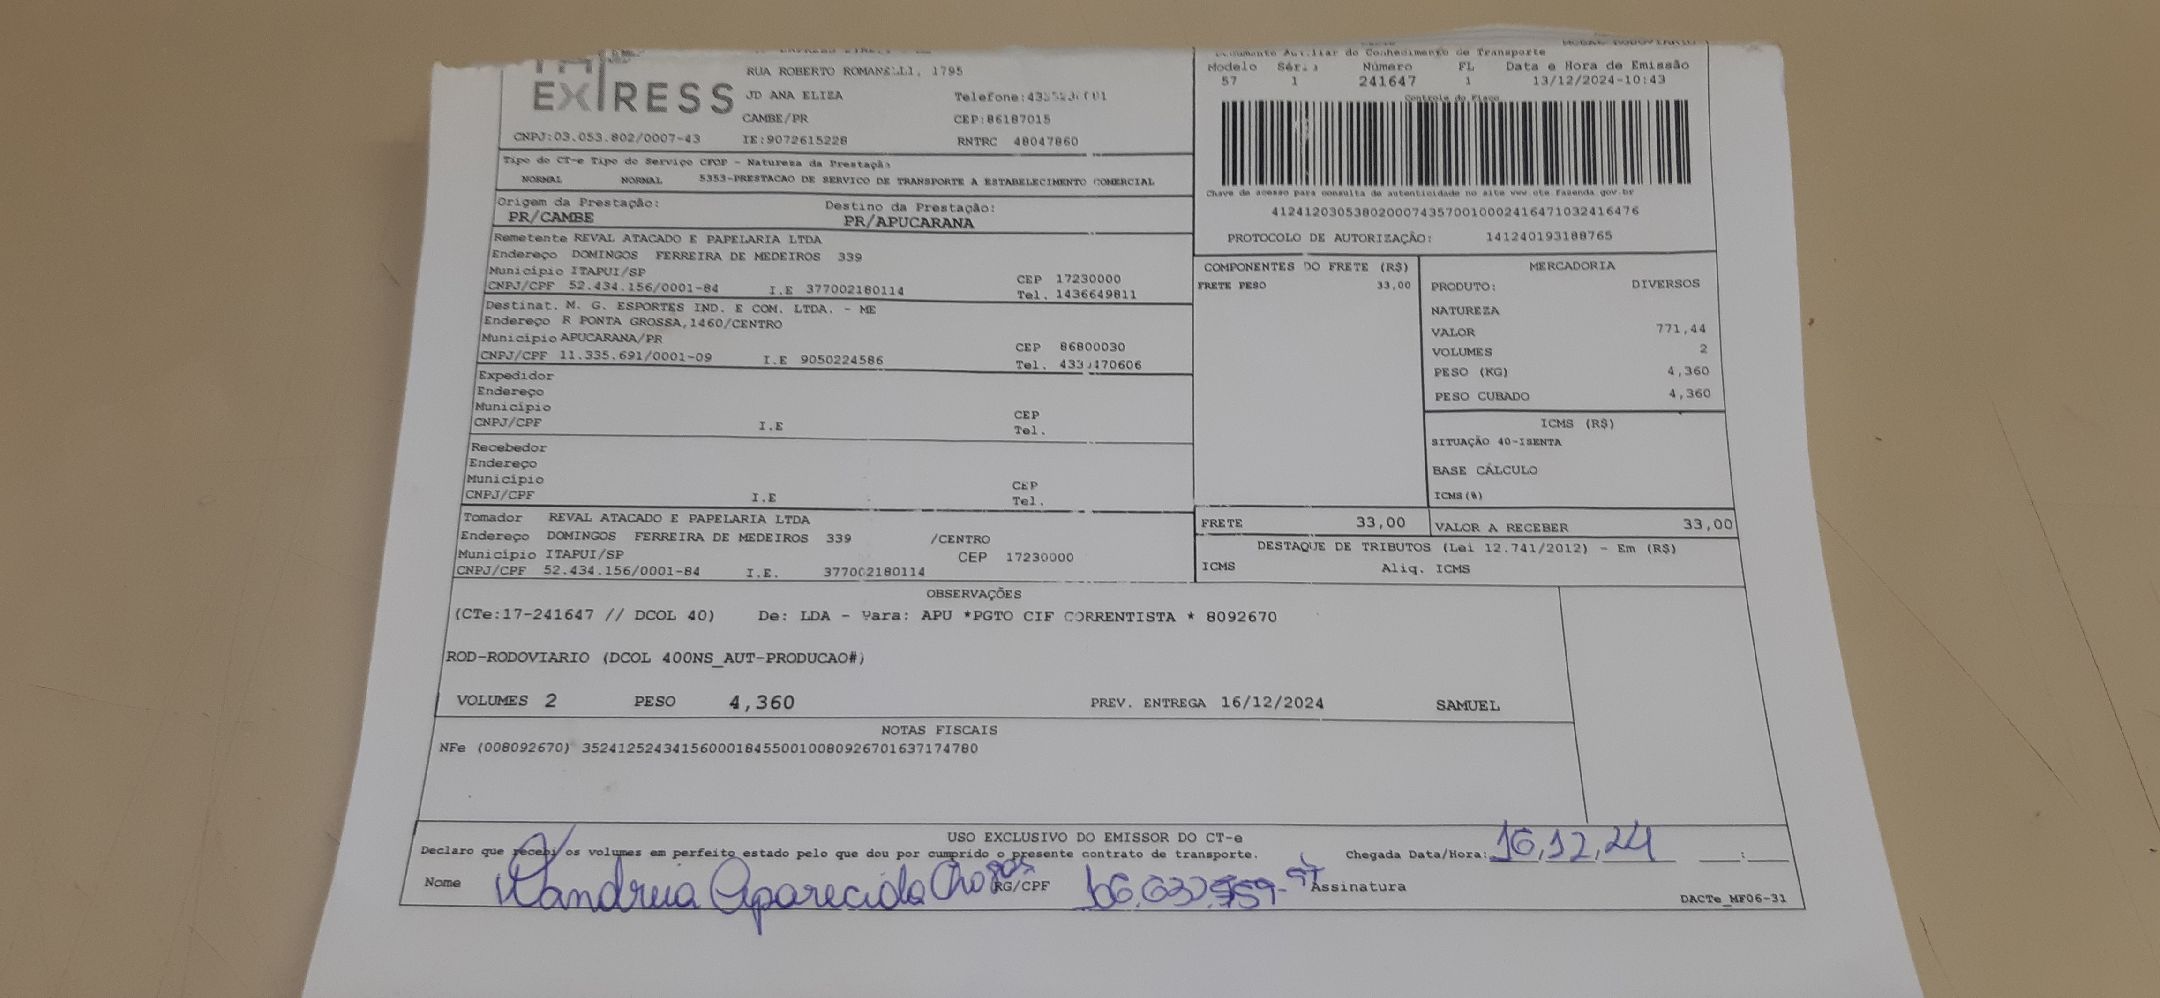 EXPRESS
RUA ROBERTO ROMANELLI, 1795
JD ANA ELIZA
CAMBE/PR
CEP:86187015
CNPJ:03.053.802/0007-43 IE:9072615228 RNTRC 48047860
Documento Auxiliar do Conhecimento de Transporte
Modelo Série Número FL Data e Hora de Emissão
57 1 241647 1 13/12/2024-10:43
Controle do Fisco
Chave de acesso para consulta de autenticidade no site www cte fazenda gov.br
41241203053802000743570010002416471032416476
PROTOCOLO DE AUTORIZAÇÃO: 141240193188765
Tipo do CT-e Tipo do Serviço CFOP - Natureza da Prestação
NORMAL NORMAL 5353-PRESTACAO DE SERVICO DE TRANSPORTE A ESTABELECIMENTO COMERCIAL
Origem da Prestação: Destino da Prestação:
PR/CAMBE PR/APUCARANA
Remetente REVAL ATACADO E PAPELARIA LTDA
Endereço DOMINGOS FERREIRA DE MEDEIROS 339
Município ITAPUI/SP CEP 17230000
CNPJ/CPF 52.434.156/0001-84 I.E 377002180114 Tel. 1436649811
Destinat. M. G. ESPORTES IND. E COM. LTDA. - ME
Endereço R PONTA GROSSA,1460/CENTRO
Município APUCARANA/PR CEP 86800030
CNPJ/CPF 11.335.691/0001-09 I.E 9050224586 Tel.
Expedidor
Endereço
Município CEP
CNPJ/CPF I.E Tel.
Recebedor
Endereço
Município CEP
CNPJ/CPF I.E Tel.
Tomador REVAL ATACADO E PAPELARIA LTDA
Endereço DOMINGOS FERREIRA DE MEDEIROS 339 /CENTRO
Município ITAPUI/SP CEP 17230000
CNPJ/CPF 52.434.156/0001-84 I.E. 377002180114
COMPONENTES DO FRETE (R$)
FRETE PESO 33,00
MERCADORIA
PRODUTO: DIVERSOS
NATUREZA
VALOR 771,44
VOLUMES 2
PESO (KG) 4,360
PESO CUBADO 4,360
ICMS (R$)
SITUAÇÃO 40-ISENTA
BASE CÁLCULO
ICMS(%)
FRETE 33,00 VALOR A RECEBER 33,00
DESTAQUE DE TRIBUTOS (Lei 12.741/2012) - Em (R$)
ICMS Aliq. ICMS
OBSERVAÇÕES
(CTe:17-241647 // DCOL 40) De: LDA - Para: APU *PGTO CIF CORRENTISTA * 8092670
ROD-RODOVIARIO (DCOL 400NS_AUT-PRODUCAO#)
VOLUMES 2 PESO 4,360 PREV. ENTREGA 16/12/2024 SAMUEL
NOTAS FISCAIS
NFe (008092670) 35241252434156000184550010080926701637174780
USO EXCLUSIVO DO EMISSOR DO CT-e
Declaro que recebi os volumes em perfeito estado pelo que dou por cumprido o presente contrato de transporte. Chegada Data/Hora: 16,12,24 :
Nome Aparecida RG/CPF Assinatura
DACTe_MF06-31